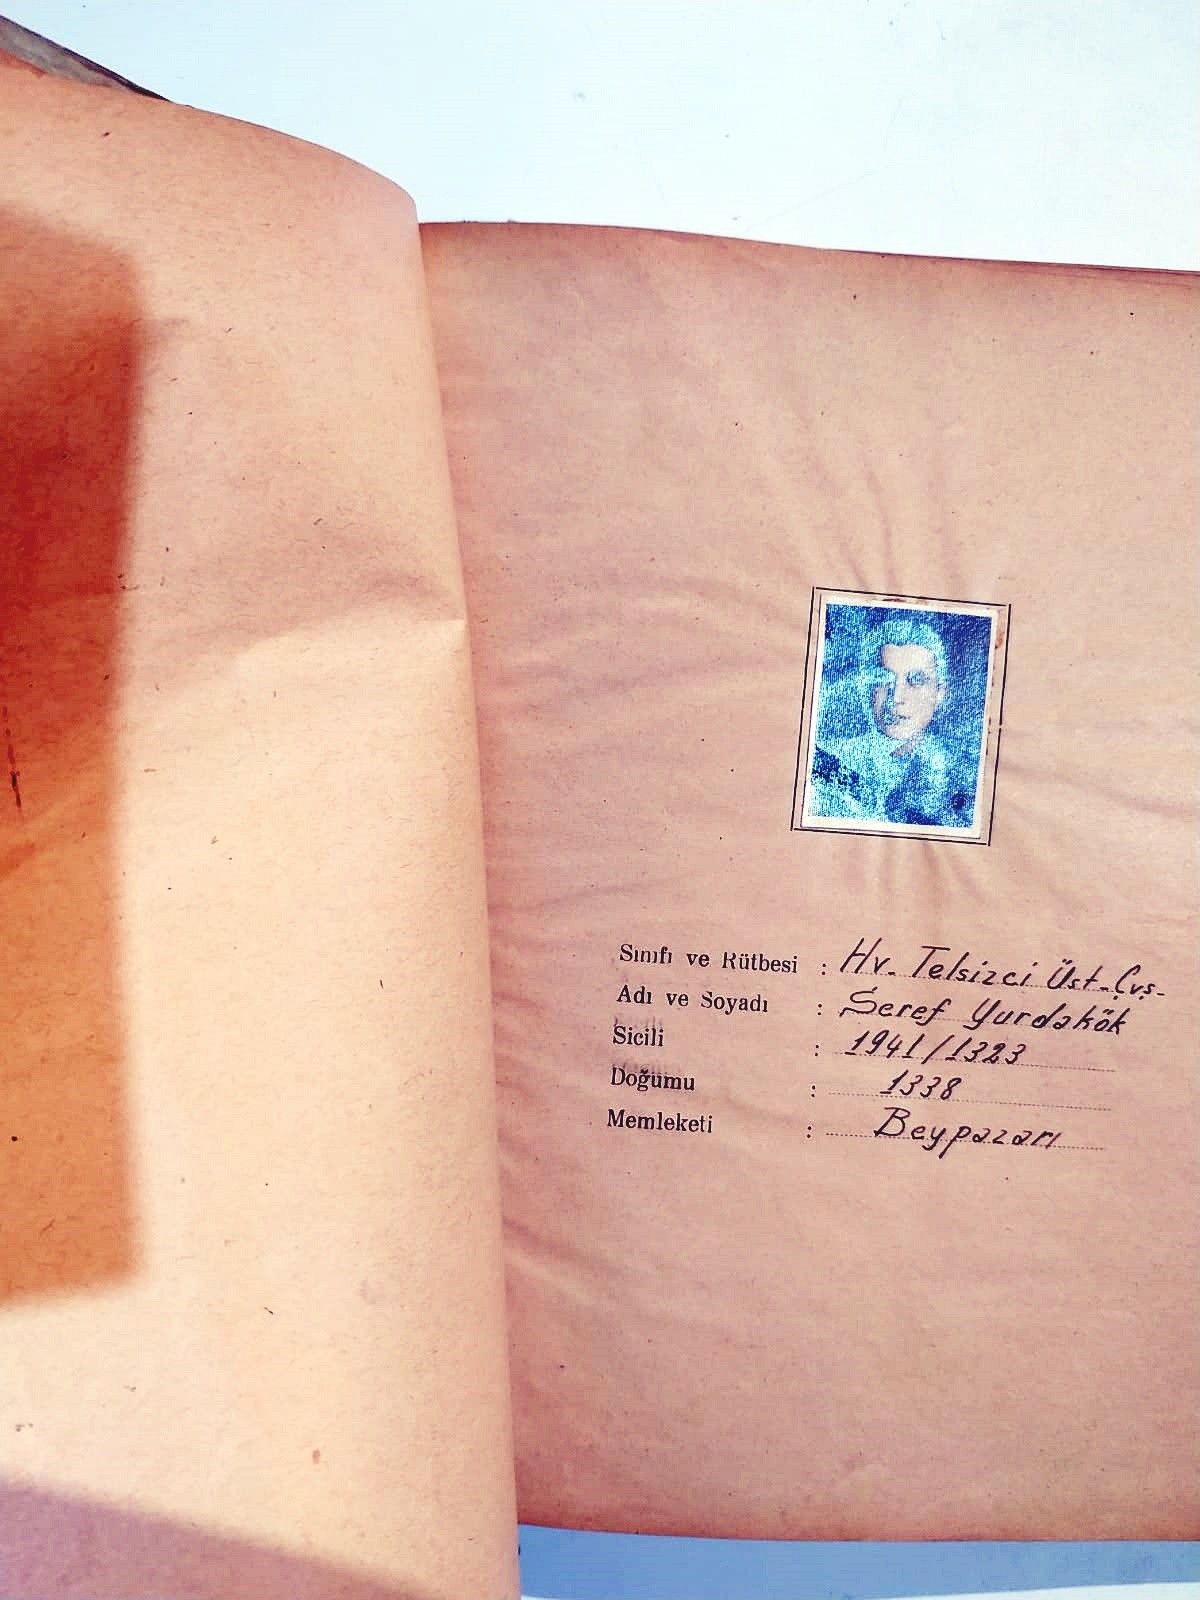 Sınıfı ve Rütbesi : Hv. Telsizci Üst. Çvş.
Adı ve Soyadı : Şeref Yurdakök
Sicili : 1941/1323
Doğumu : 1338
Memleketi : Beypazarı